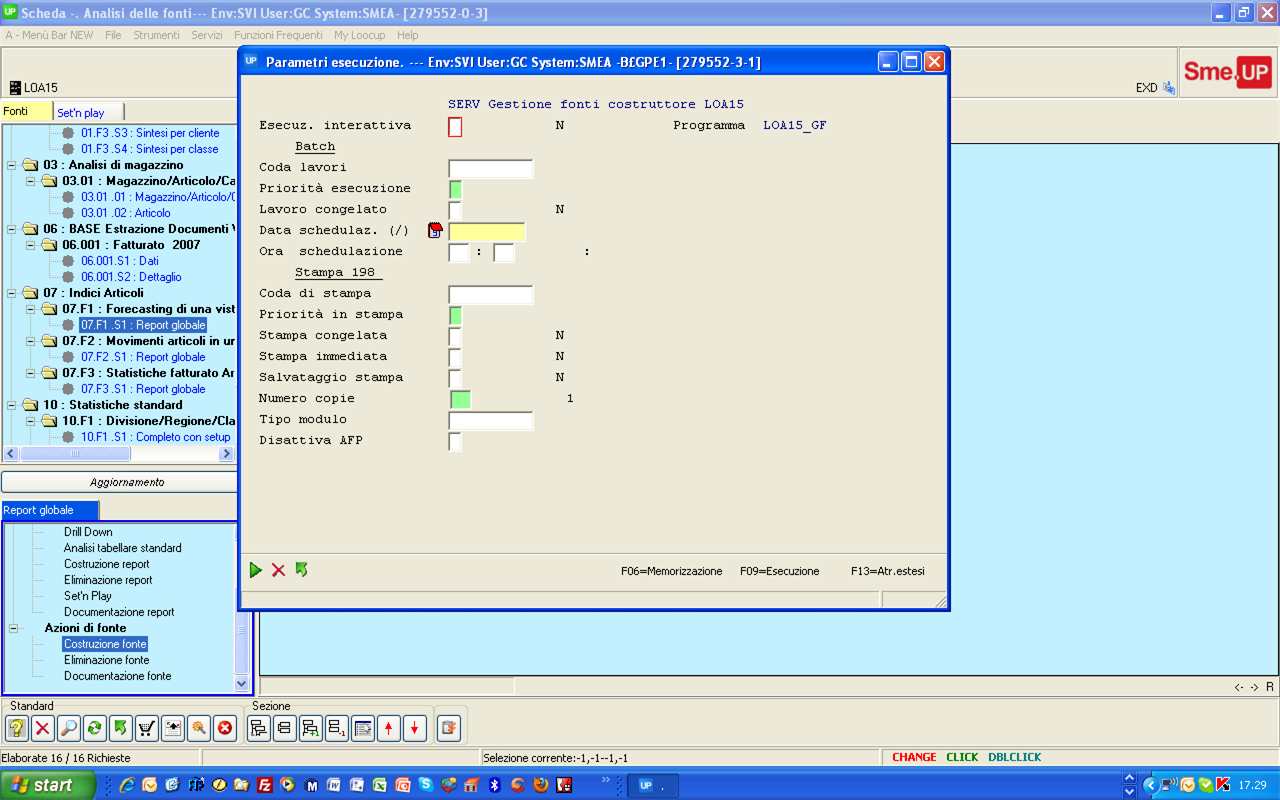 UP Scheda -. Analisi delle fonti--- Env:SVI User:GC System:SMEA- [279552-0-3]
A - Menù Bar NEW File Strumenti Servizi Funzioni Frequenti My Loocup Help
LOA15
EXD
Sme.UP
Fonti Set'n play
01.F3 .S3 : Sintesi per cliente
01.F3 .S4 : Sintesi per classe
03 : Analisi di magazzino
03.01 : Magazzino/Articolo/Ca
03.01 .01 : Magazzino/Articolo/C
03.01 .02 : Articolo
06 : BASE Estrazione Documenti
06.001 : Fatturato 2007
06.001.S1 : Dati
06.001.S2 : Dettaglio
07 : Indici Articoli
07.F1 : Forecasting di una vist
07.F1 .S1 : Report globale
07.F2 : Movimenti articoli in ur
07.F2 .S1 : Report globale
07.F3 : Statistiche fatturato Ar
07.F3 .S1 : Report globale
10 : Statistiche standard
10.F1 : Divisione/Regione/Cla
10.F1 .S1 : Completo con setup
Aggiornamento
Report globale
Drill Down
Analisi tabellare standard
Costruzione report
Eliminazione report
Set'n Play
Documentazione report
Azioni di fonte
Costruzione fonte
Eliminazione fonte
Documentazione fonte
UP Parametri esecuzione. --- Env:SVI User:GC System:SMEA -B£GPE1- [279552-3-1]
SERV Gestione fonti costruttore LOA15
Esecuz. interattiva N Programma LOA15_GF
Batch
Coda lavori
Priorità esecuzione
Lavoro congelato N
Data schedulaz. (/)
Ora schedulazione : :
Stampa 198
Coda di stampa
Priorità in stampa
Stampa congelata N
Stampa immediata N
Salvataggio stampa N
Numero copie 1
Tipo modulo
Disattiva AFP
F06=Memorizzazione F09=Esecuzione F13=Atr.estesi
<- -> R
Standard Sezione
Elaborate 16 / 16 Richieste Selezione corrente:-1,-1--1,-1 CHANGE CLICK DBLCLICK
start UP . 17.29